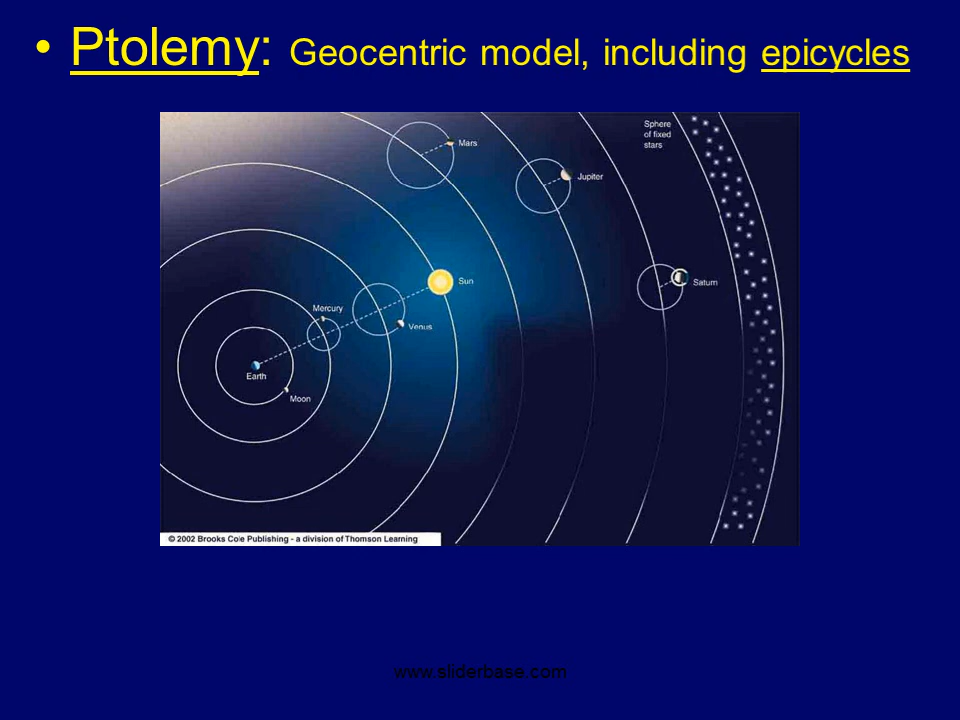 • Ptolemy: Geocentric model, including epicycles
Sphere
of fixed
stars
Mars
Jupiter
Sun
Saturn
Mercury
Venus
Earth
Moon
© 2002 Brooks Cole Publishing - a division of Thomson Learning
www.sliderbase.com